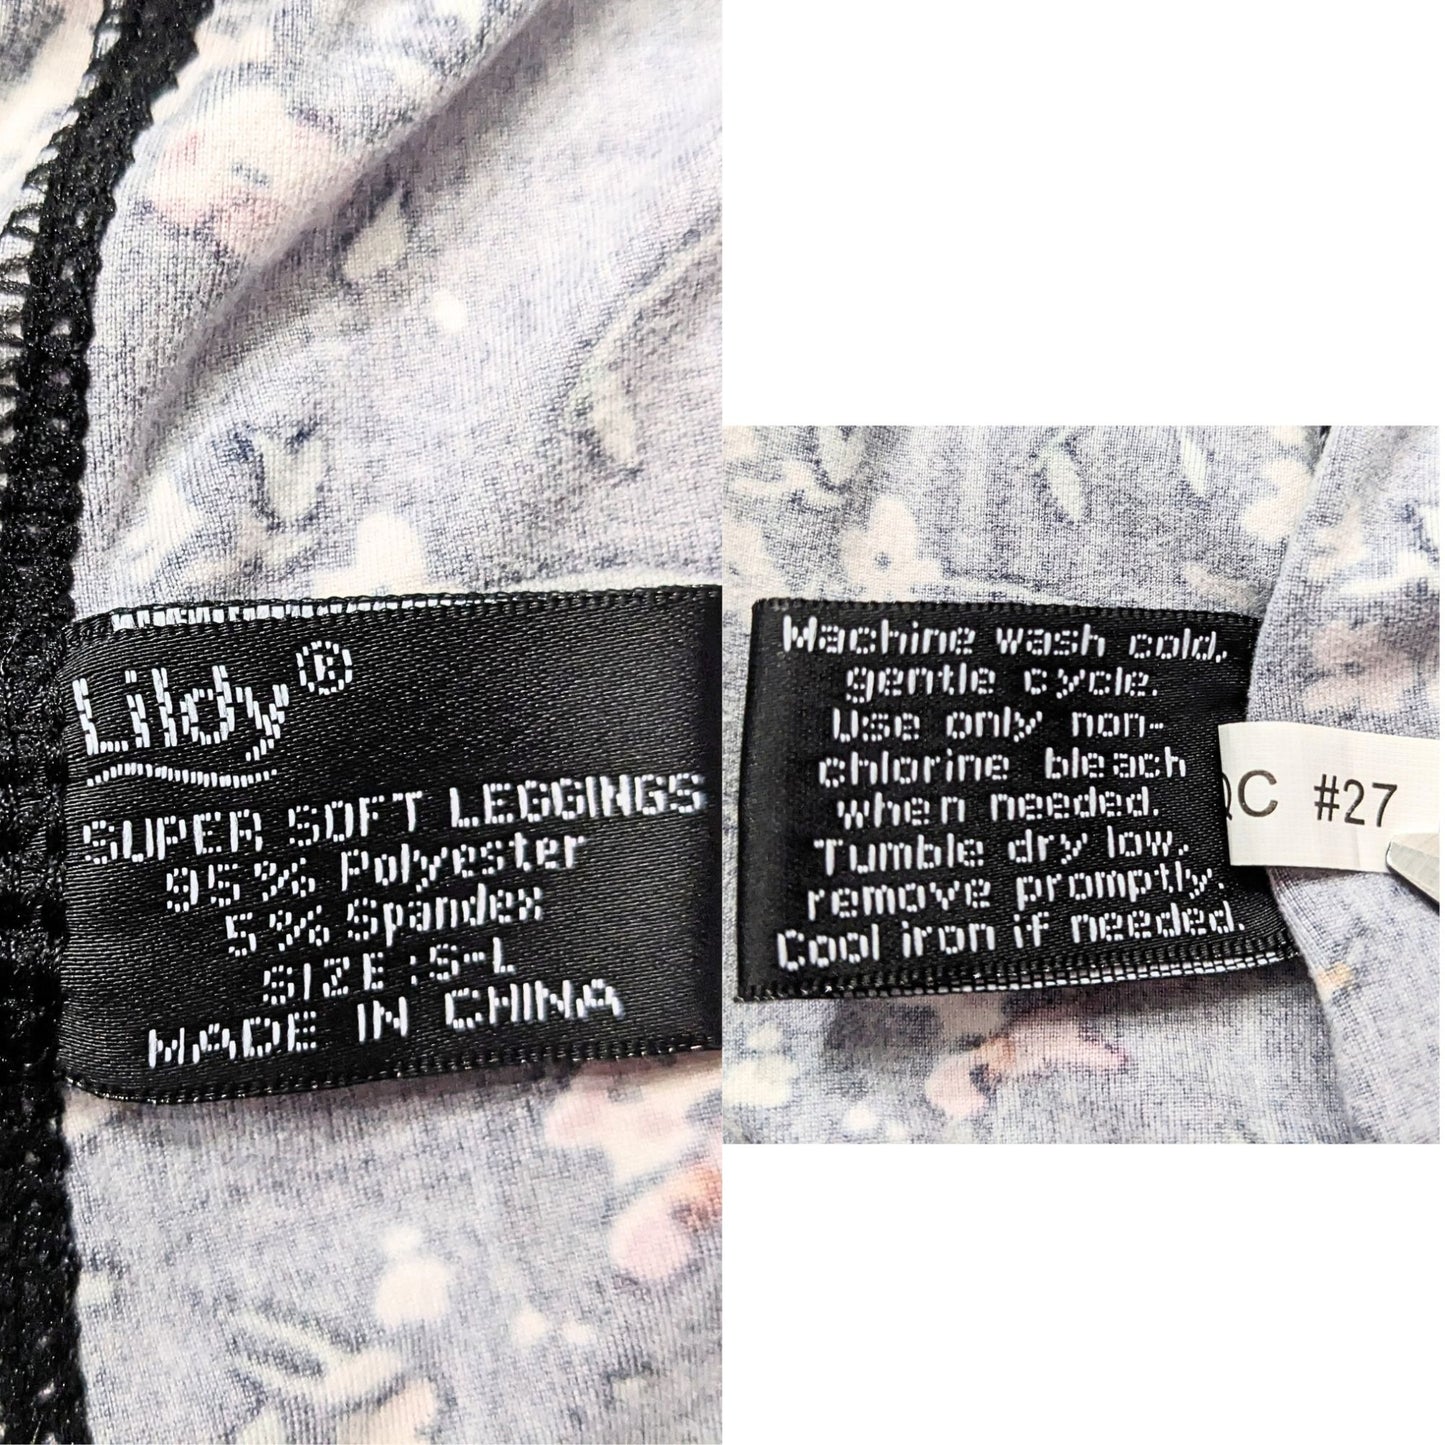 Lildy®
SUPER SOFT LEGGINGS
95% Polyester
5% Spandex
SIZE:S-L
MADE IN CHINA
Machine wash cold,
gentle cycle.
Use only non-
chlorine bleach
when needed.
Tumble dry low,
remove promptly.
Cool iron if needed.
QC #27